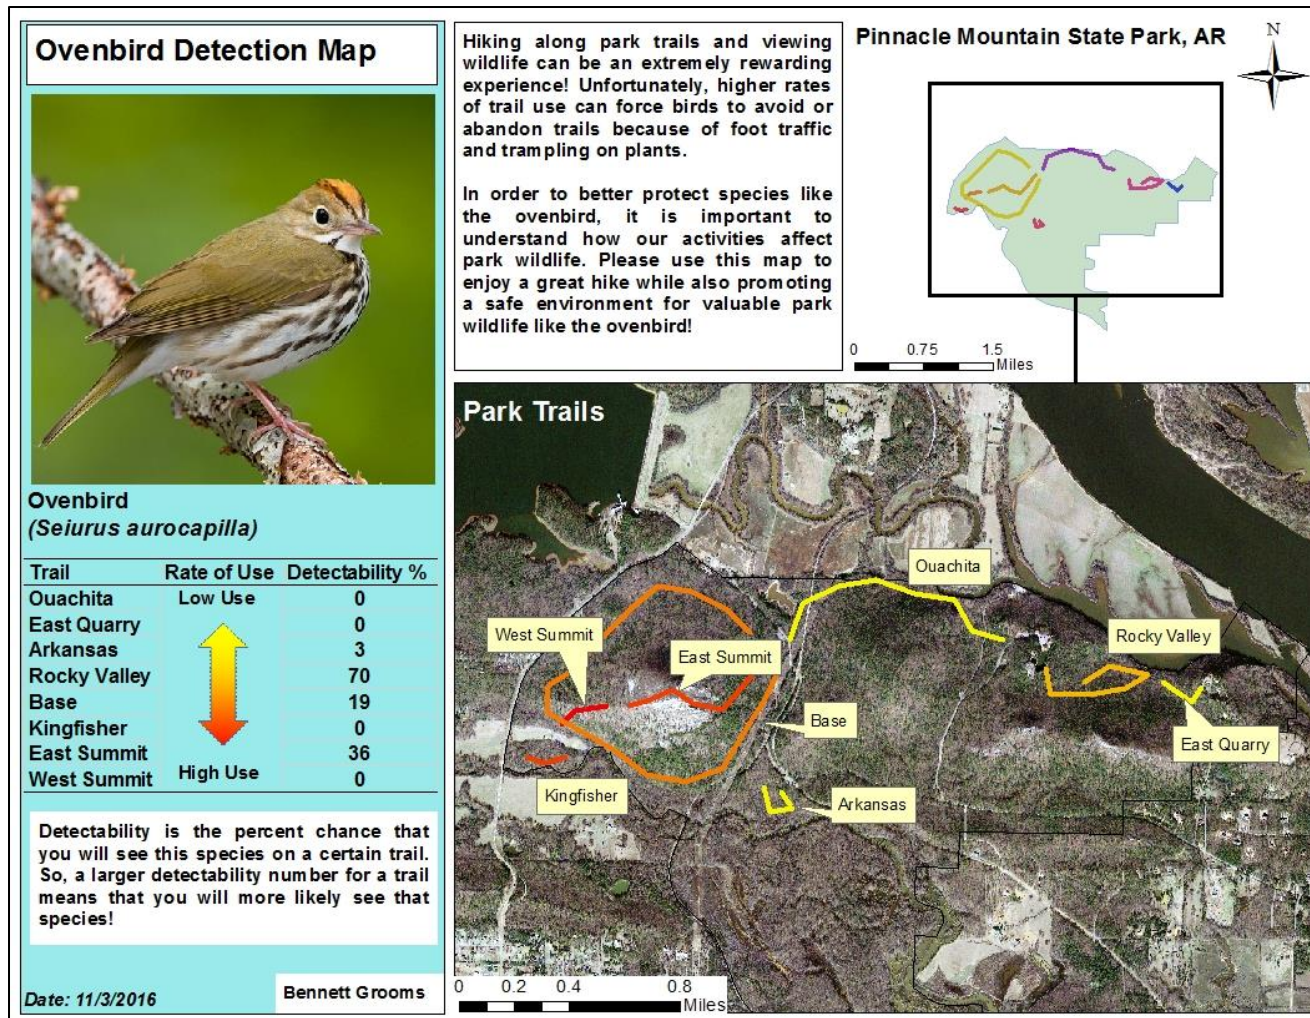 Ovenbird Detection Map
Ovenbird
(Seiurus aurocapilla)
Trail Rate of Use Detectability %
Ouachita Low Use 0
East Quarry 0
Arkansas 3
Rocky Valley 70
Base 19
Kingfisher 0
East Summit 36
West Summit High Use 0
Detectability is the percent chance that
you will see this species on a certain trail.
So, a larger detectability number for a trail
means that you will more likely see that
species!
Date: 11/3/2016
Bennett Grooms
Hiking along park trails and viewing
wildlife can be an extremely rewarding
experience! Unfortunately, higher rates
of trail use can force birds to avoid or
abandon trails because of foot traffic
and trampling on plants.
In order to better protect species like
the ovenbird, it is important to
understand how our activities affect
park wildlife. Please use this map to
enjoy a great hike while also promoting
a safe environment for valuable park
wildlife like the ovenbird!
Pinnacle Mountain State Park, AR
N
0 0.75 1.5
Miles
Park Trails
Ouachita
West Summit
East Summit
Rocky Valley
Base
East Quarry
Kingfisher
Arkansas
0 0.2 0.4 0.8
Miles